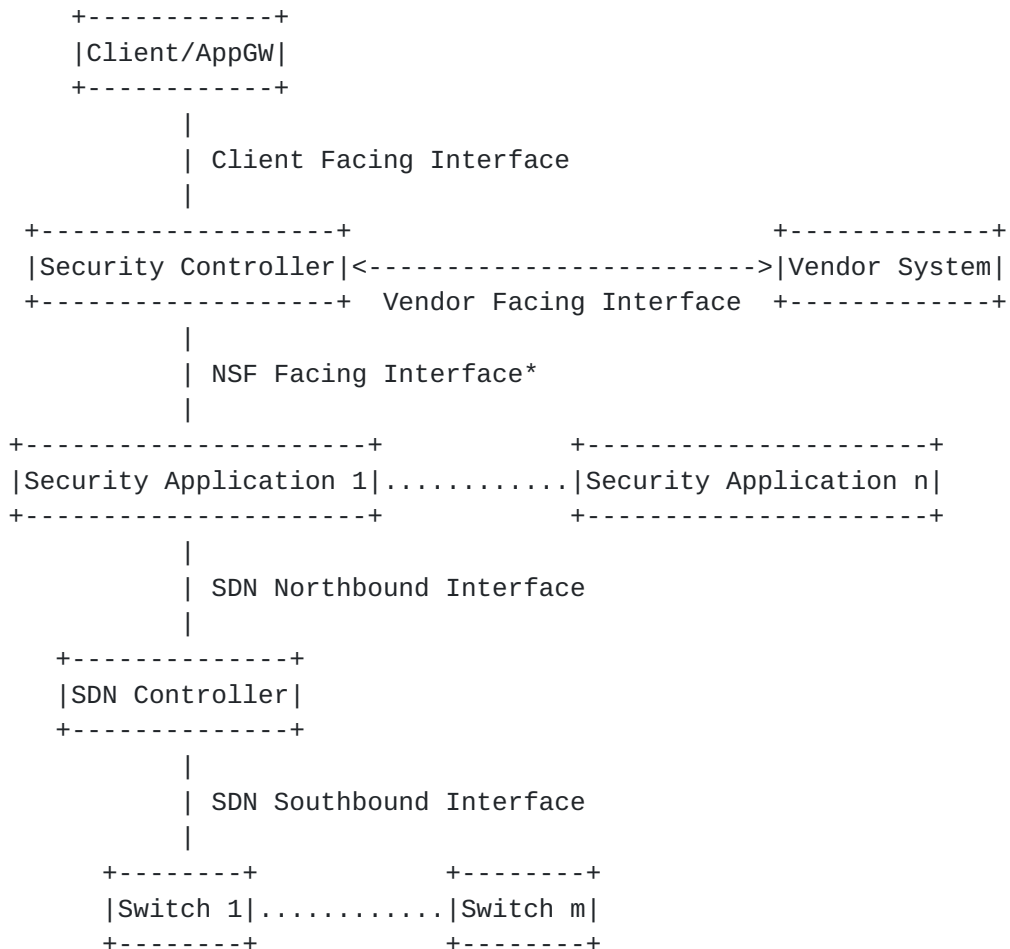 Client/AppGW
Client Facing Interface
Security Controller Vendor System
Vendor Facing Interface
NSF Facing Interface*
Security Application 1 Security Application n
SDN Northbound Interface
SDN Controller
SDN Southbound Interface
Switch 1 Switch m